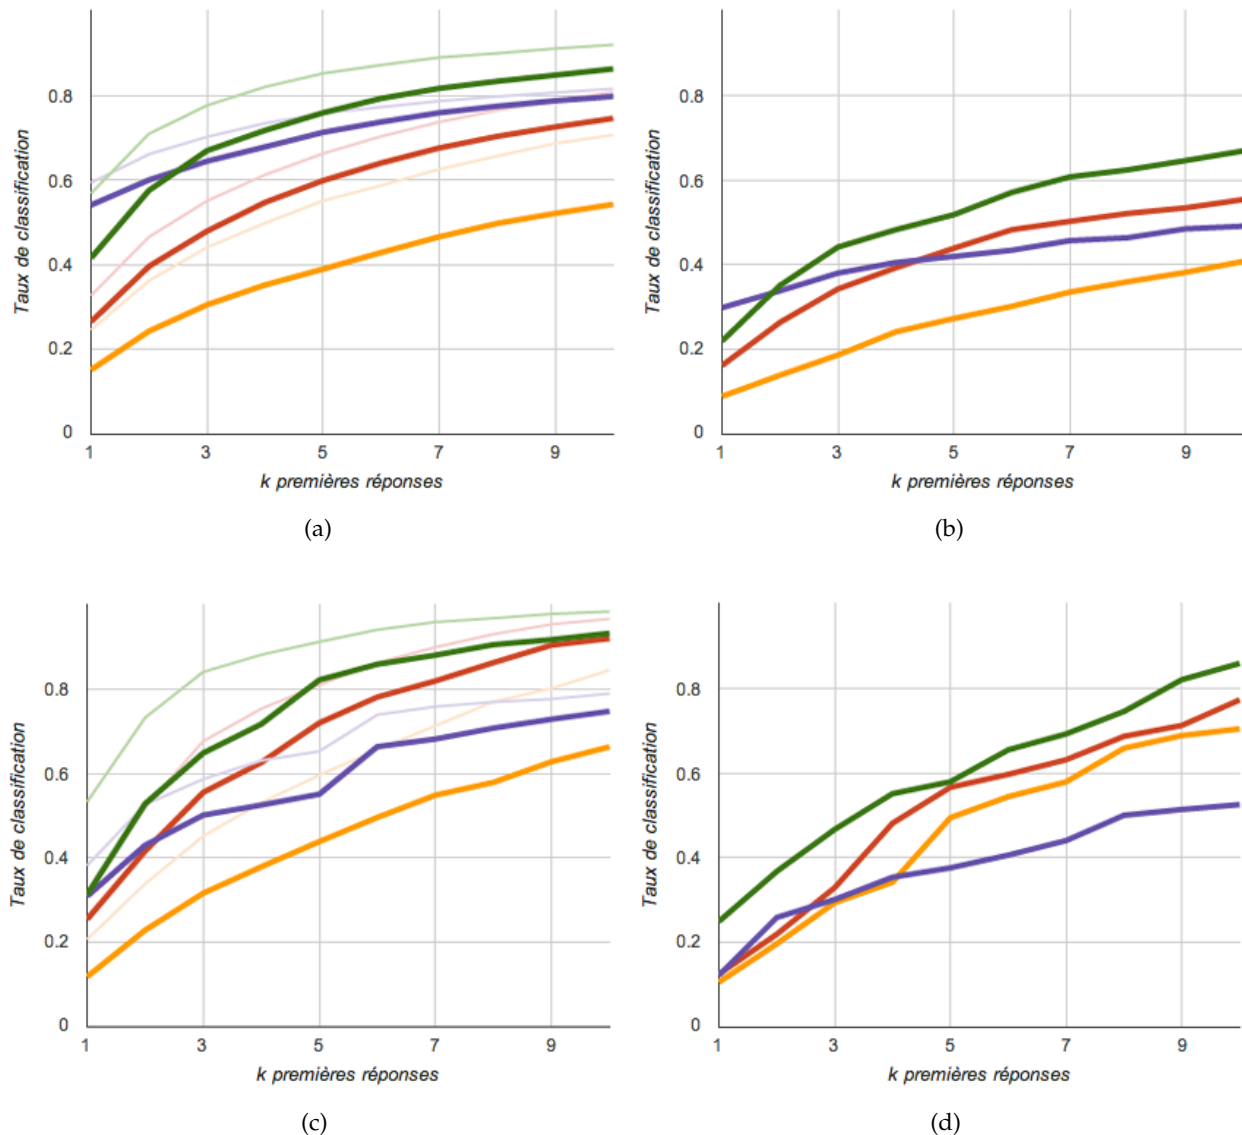 0.8
0.6
0.4
0.2
0
Taux de classification
1 3 5 7 9
k premières réponses
(a)
0.8
0.6
0.4
0.2
0
Taux de classification
1 3 5 7 9
k premières réponses
(b)
0.8
0.6
0.4
0.2
0
Taux de classification
1 3 5 7 9
k premières réponses
(c)
0.8
0.6
0.4
0.2
0
Taux de classification
1 3 5 7 9
k premières réponses
(d)